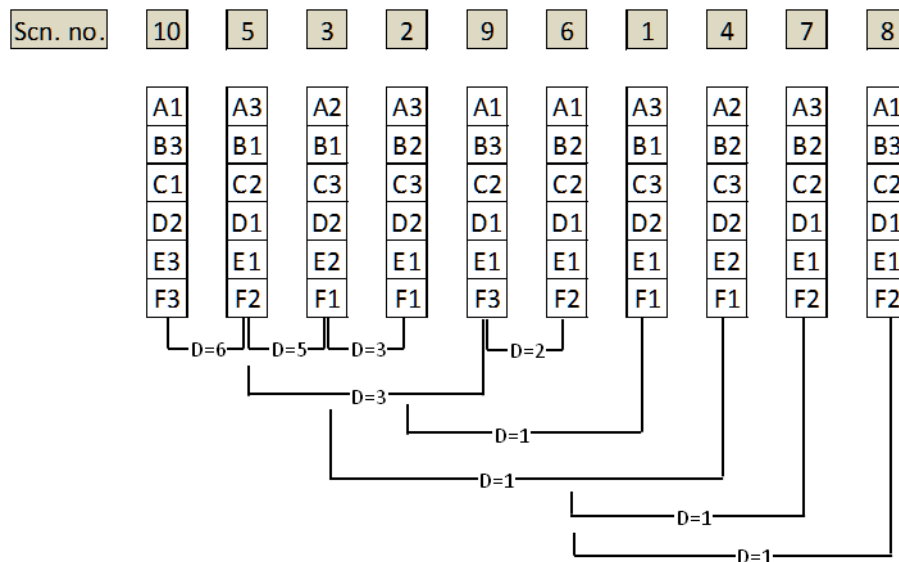 Scn. no. 10 5 3 2 9 6 1 4 7 8
A1 A3 A2 A3 A1 A1 A3 A2 A3 A1
B3 B1 B1 B2 B3 B2 B1 B2 B2 B3
C1 C2 C3 C3 C2 C2 C3 C3 C2 C2
D2 D1 D2 D2 D1 D1 D2 D2 D1 D1
E3 E1 E2 E1 E1 E1 E1 E2 E1 E1
F3 F2 F1 F1 F3 F2 F1 F1 F2 F2
D=6 D=5 D=3 D=2
D=3
D=1
D=1
D=1
D=1